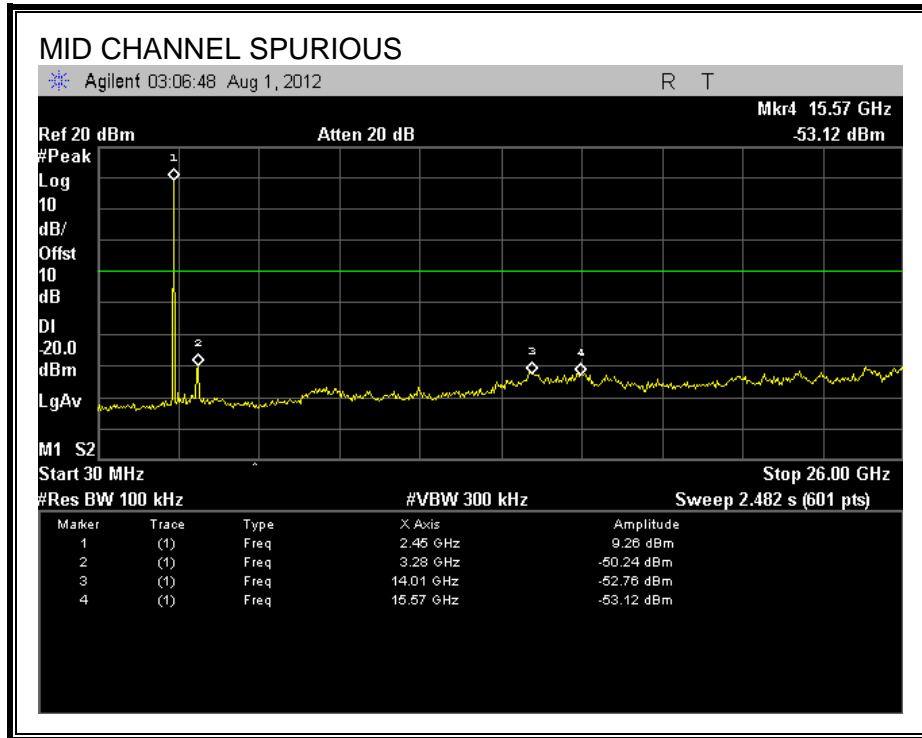 MID CHANNEL SPURIOUS
Agilent 03:06:48 Aug 1, 2012 R T
Mkr4 15.57 GHz
Ref 20 dBm Atten 20 dB -53.12 dBm
#Peak
Log
10
dB/
Offst
10
dB
DI
-20.0
dBm
LgAv
M1 S2
1
2
3
4
Start 30 MHz Stop 26.00 GHz
#Res BW 100 kHz #VBW 300 kHz Sweep 2.482 s (601 pts)
Marker Trace Type X Axis Amplitude
1 (1) Freq 2.45 GHz 9.26 dBm
2 (1) Freq 3.28 GHz -50.24 dBm
3 (1) Freq 14.01 GHz -52.76 dBm
4 (1) Freq 15.57 GHz -53.12 dBm